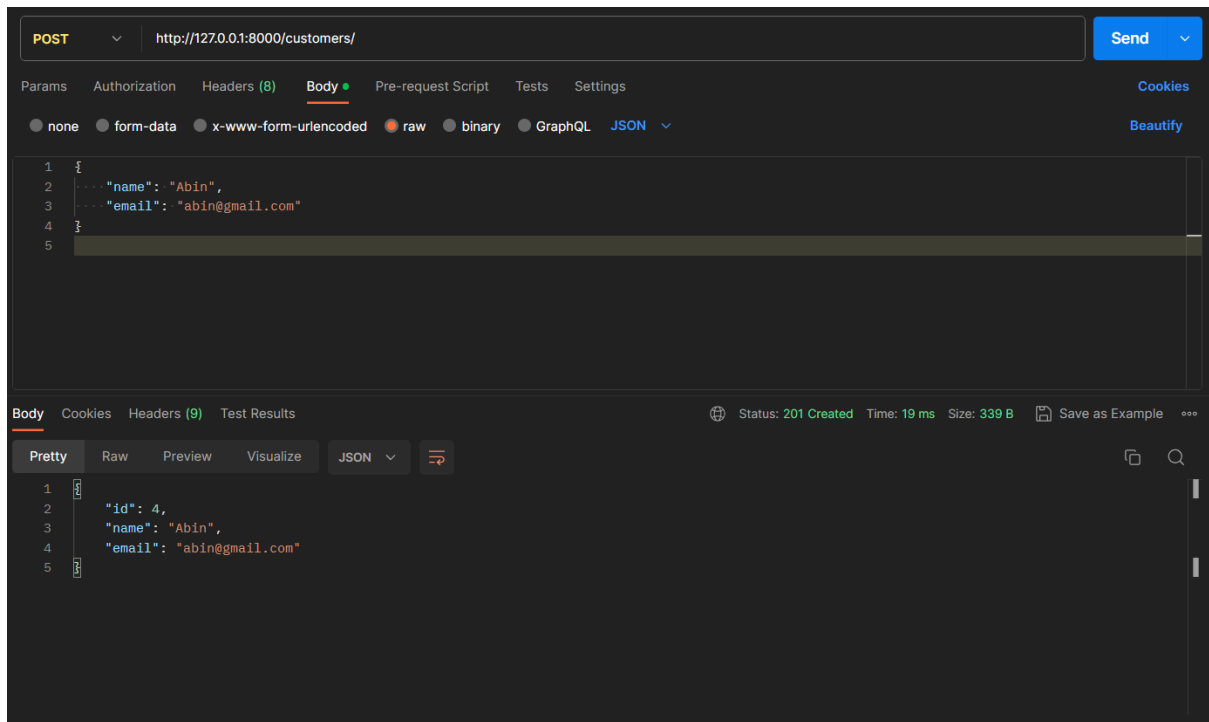 POST http://127.0.0.1:8000/customers/ Send
Params Authorization Headers (8) Body Pre-request Script Tests Settings Cookies
none form-data x-www-form-urlencoded raw binary GraphQL JSON Beautify
1 {
2 "name": "Abin",
3 "email": "abin@gmail.com"
4 }
5
Body Cookies Headers (9) Test Results Status: 201 Created Time: 19 ms Size: 339 B Save as Example
Pretty Raw Preview Visualize JSON
1 {
2 "id": 4,
3 "name": "Abin",
4 "email": "abin@gmail.com"
5 }